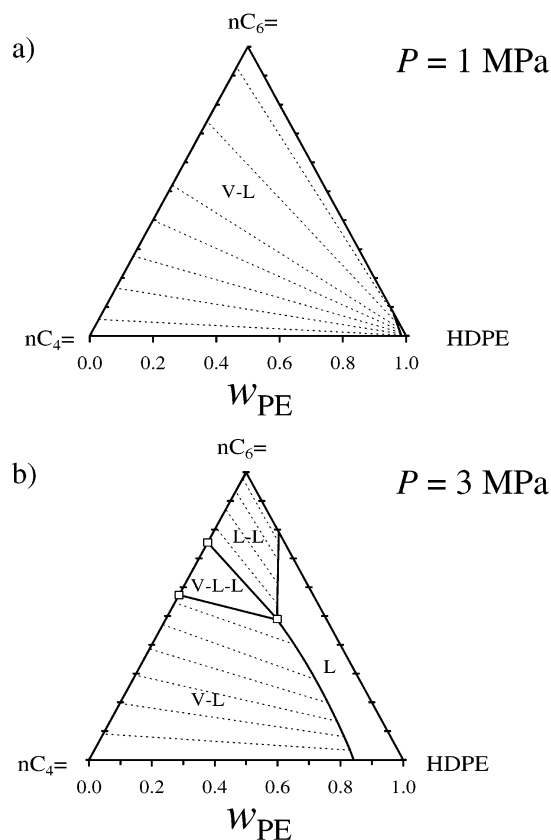 nC₆=
a)
P = 1 MPa
V-L
nC₄=
HDPE
0.0 0.2 0.4 0.6 0.8 1.0
wPE
nC₆=
b)
P = 3 MPa
L-L
V-L-L
L
V-L
nC₄=
HDPE
0.0 0.2 0.4 0.6 0.8 1.0
wPE